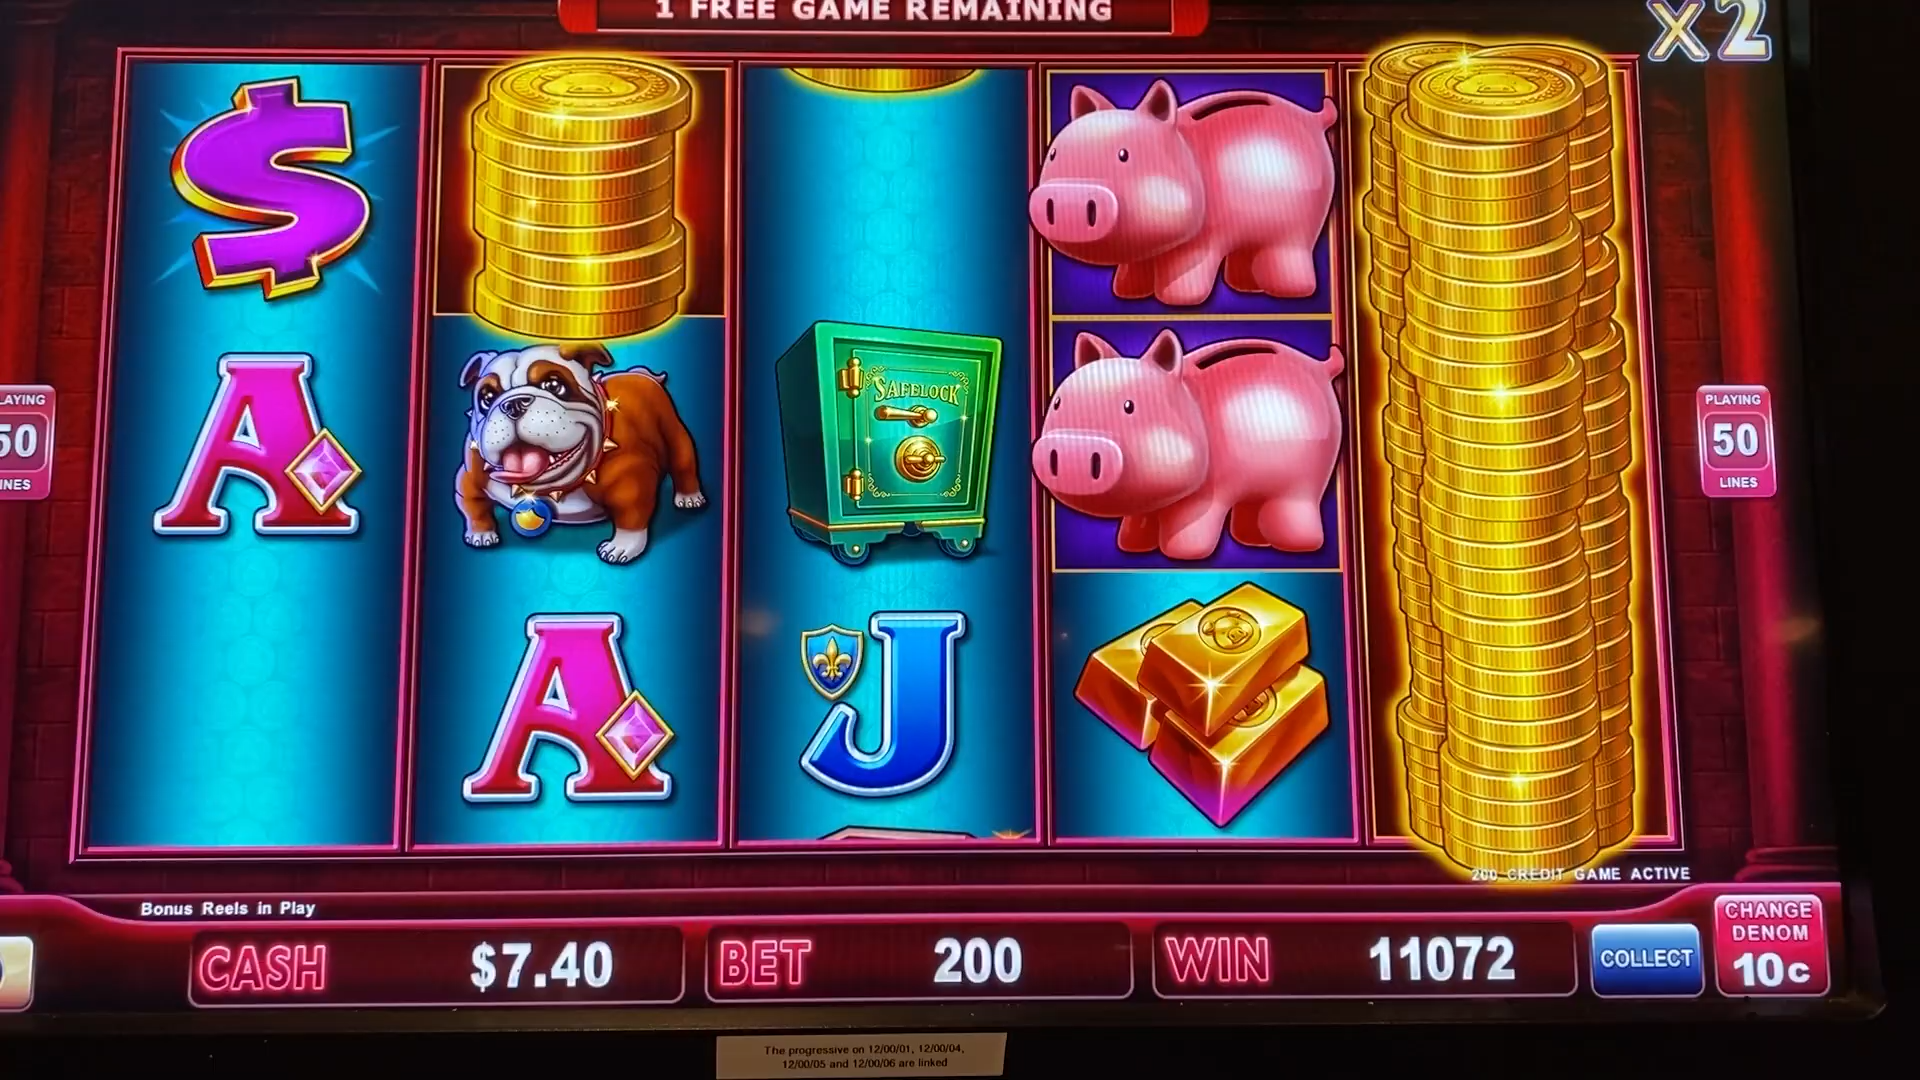 1 FREE GAME REMAINING
X2
$
A
SAFELOCK
A
J
LAYING
50
INES
PLAYING
50
LINES
200 CREDIT GAME ACTIVE
Bonus Reels in Play
CASH $7.40
BET 200
WIN 11072
COLLECT
CHANGE
DENOM
10c
The progressive on 12/00/01, 12/00/04,
12/00/05 and 12/00/06 are linked